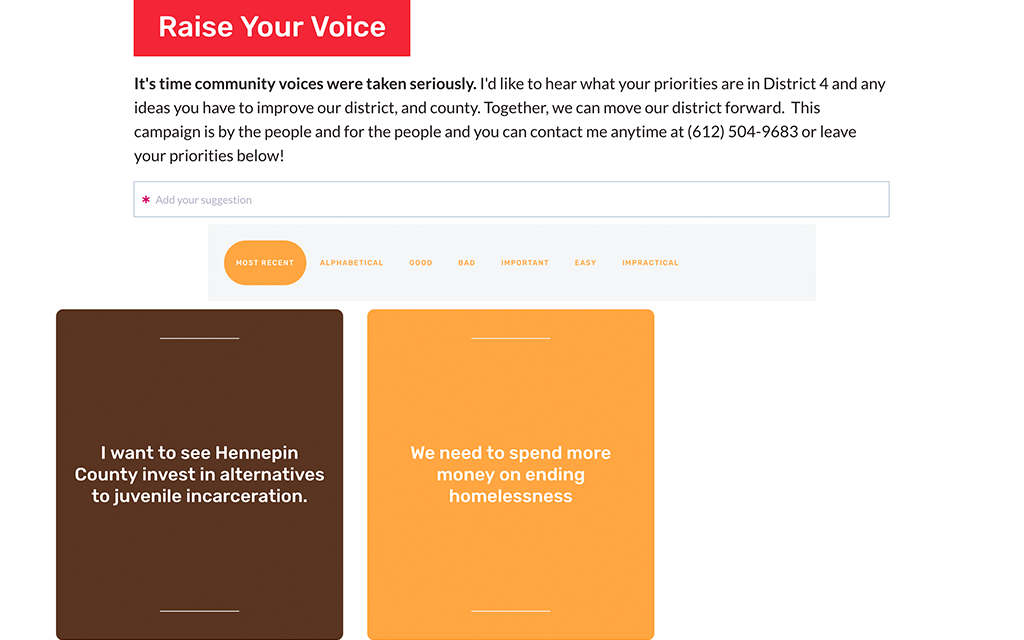 Raise Your Voice
It's time community voices were taken seriously. I'd like to hear what your priorities are in District 4 and any
ideas you have to improve our district, and county. Together, we can move our district forward.  This
campaign is by the people and for the people and you can contact me anytime at (612) 504-9683 or leave
your priorities below!
* Add your suggestion
MOST RECENT ALPHABETICAL GOOD BAD IMPORTANT EASY IMPRACTICAL
I want to see Hennepin
County invest in alternatives
to juvenile incarceration.
We need to spend more
money on ending
homelessness